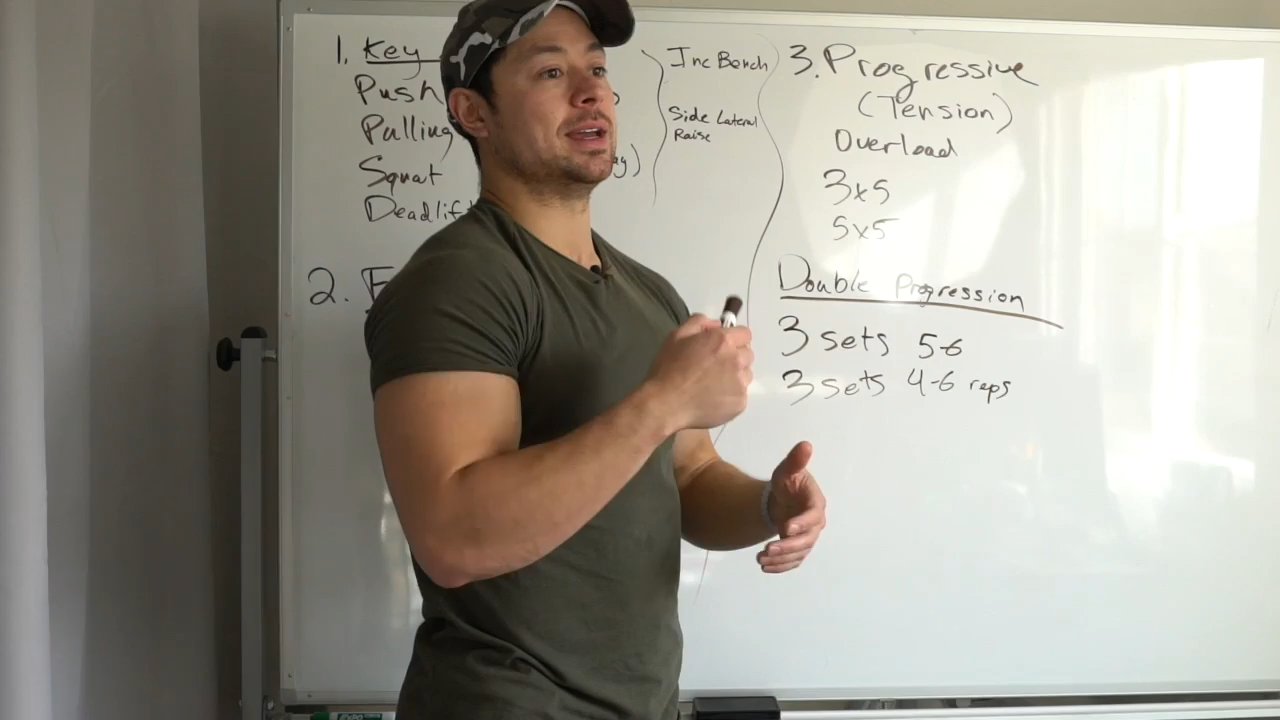 1. Key
Push
Pulling
Squat
Deadlift
2.
Inc Bench
Side Lateral
Raise
3. Progressive
(Tension)
Overload
3x5
5x5
Double Progression
3 sets 5-6
3 sets 4-6 reps